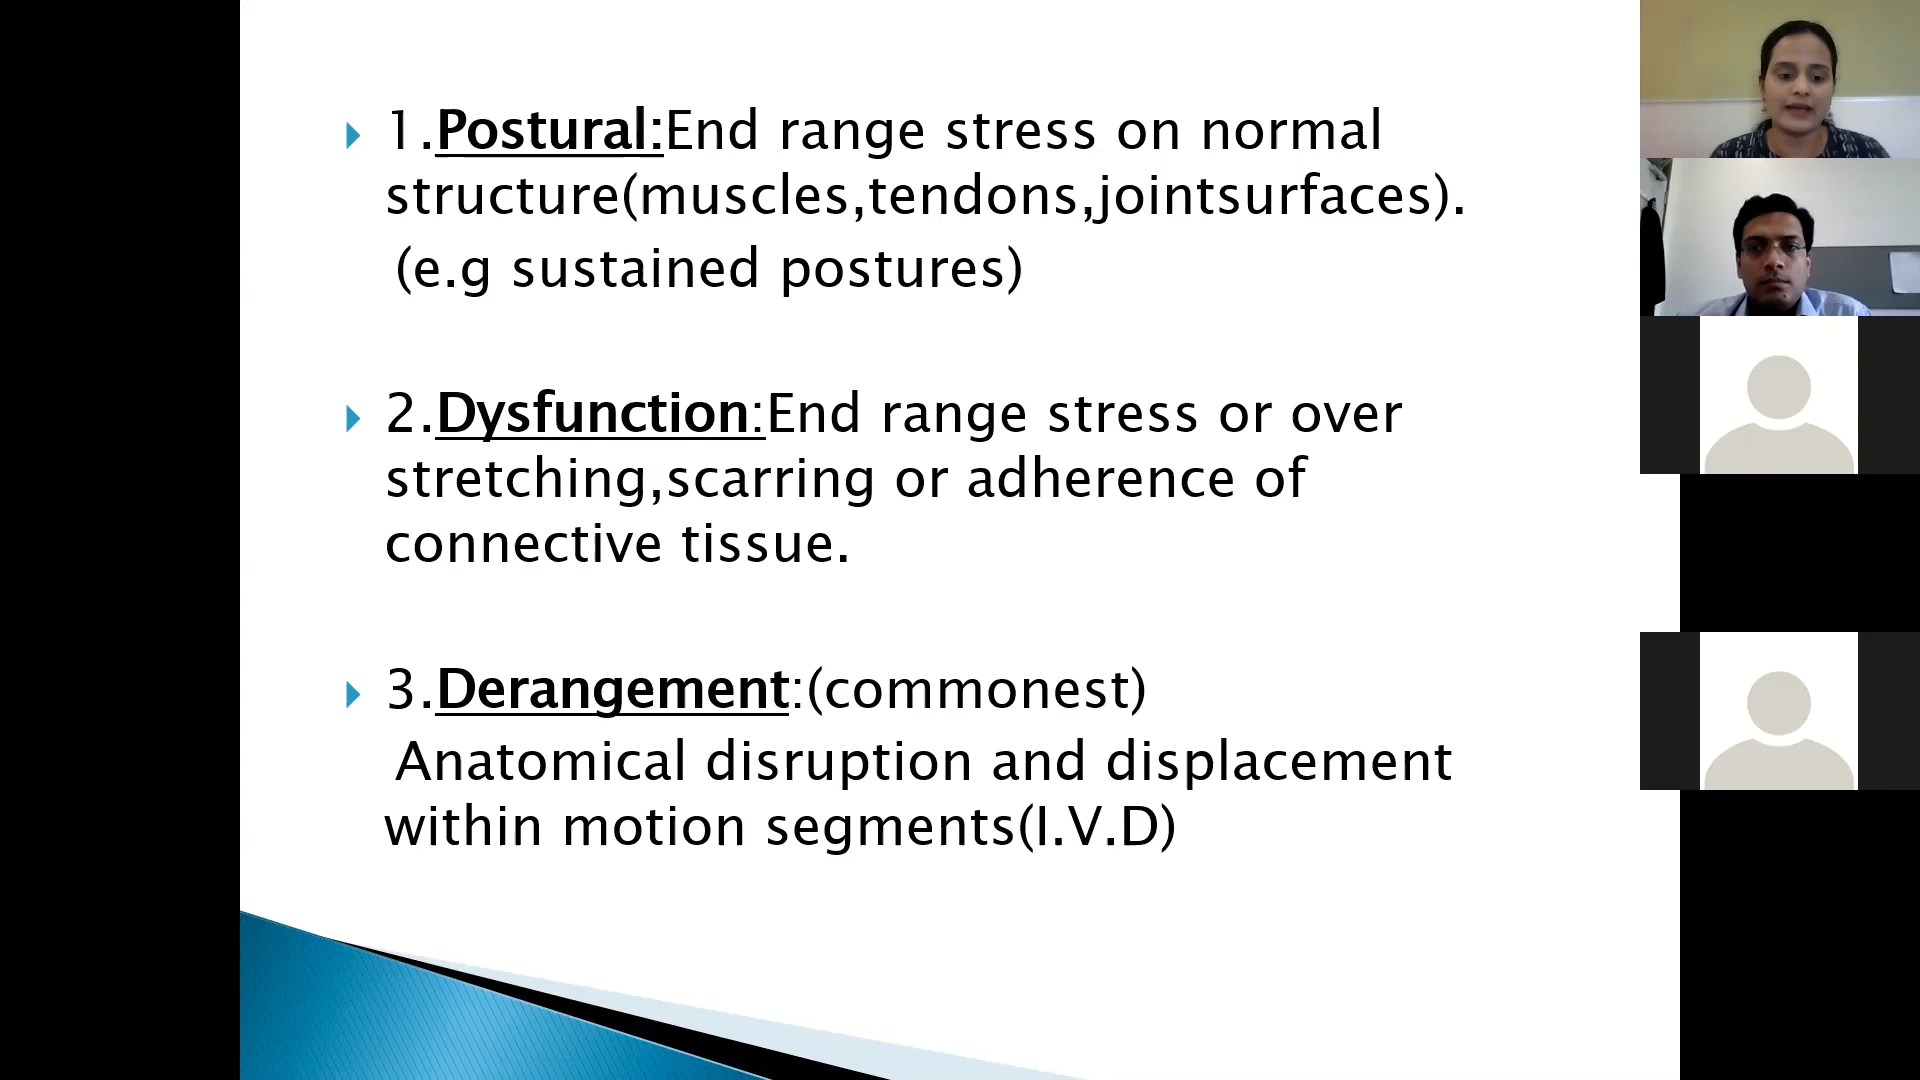 1.Postural:End range stress on normal
structure(muscles,tendons,jointsurfaces).
(e.g sustained postures)
2.Dysfunction:End range stress or over
stretching,scarring or adherence of
connective tissue.
3.Derangement:(commonest)
Anatomical disruption and displacement
within motion segments(I.V.D)